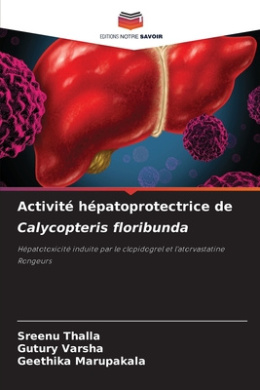 EDITIONS NOTRE SAVOIR
Activité hépatoprotectrice de
Calycopteris floribunda
Hépatotoxicité induite par le clopidogrel et l'atorvastatine
Rongeurs
Sreenu Thalla
Gutury Varsha
Geethika Marupakala